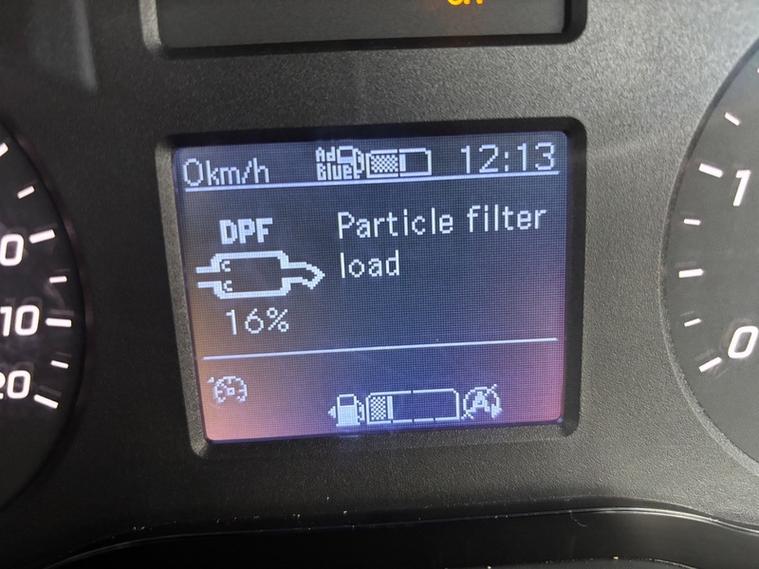 0km/h
Ad
Blue
12:13
DPF
Particle filter
load
16%
A
0
10
20
1
0